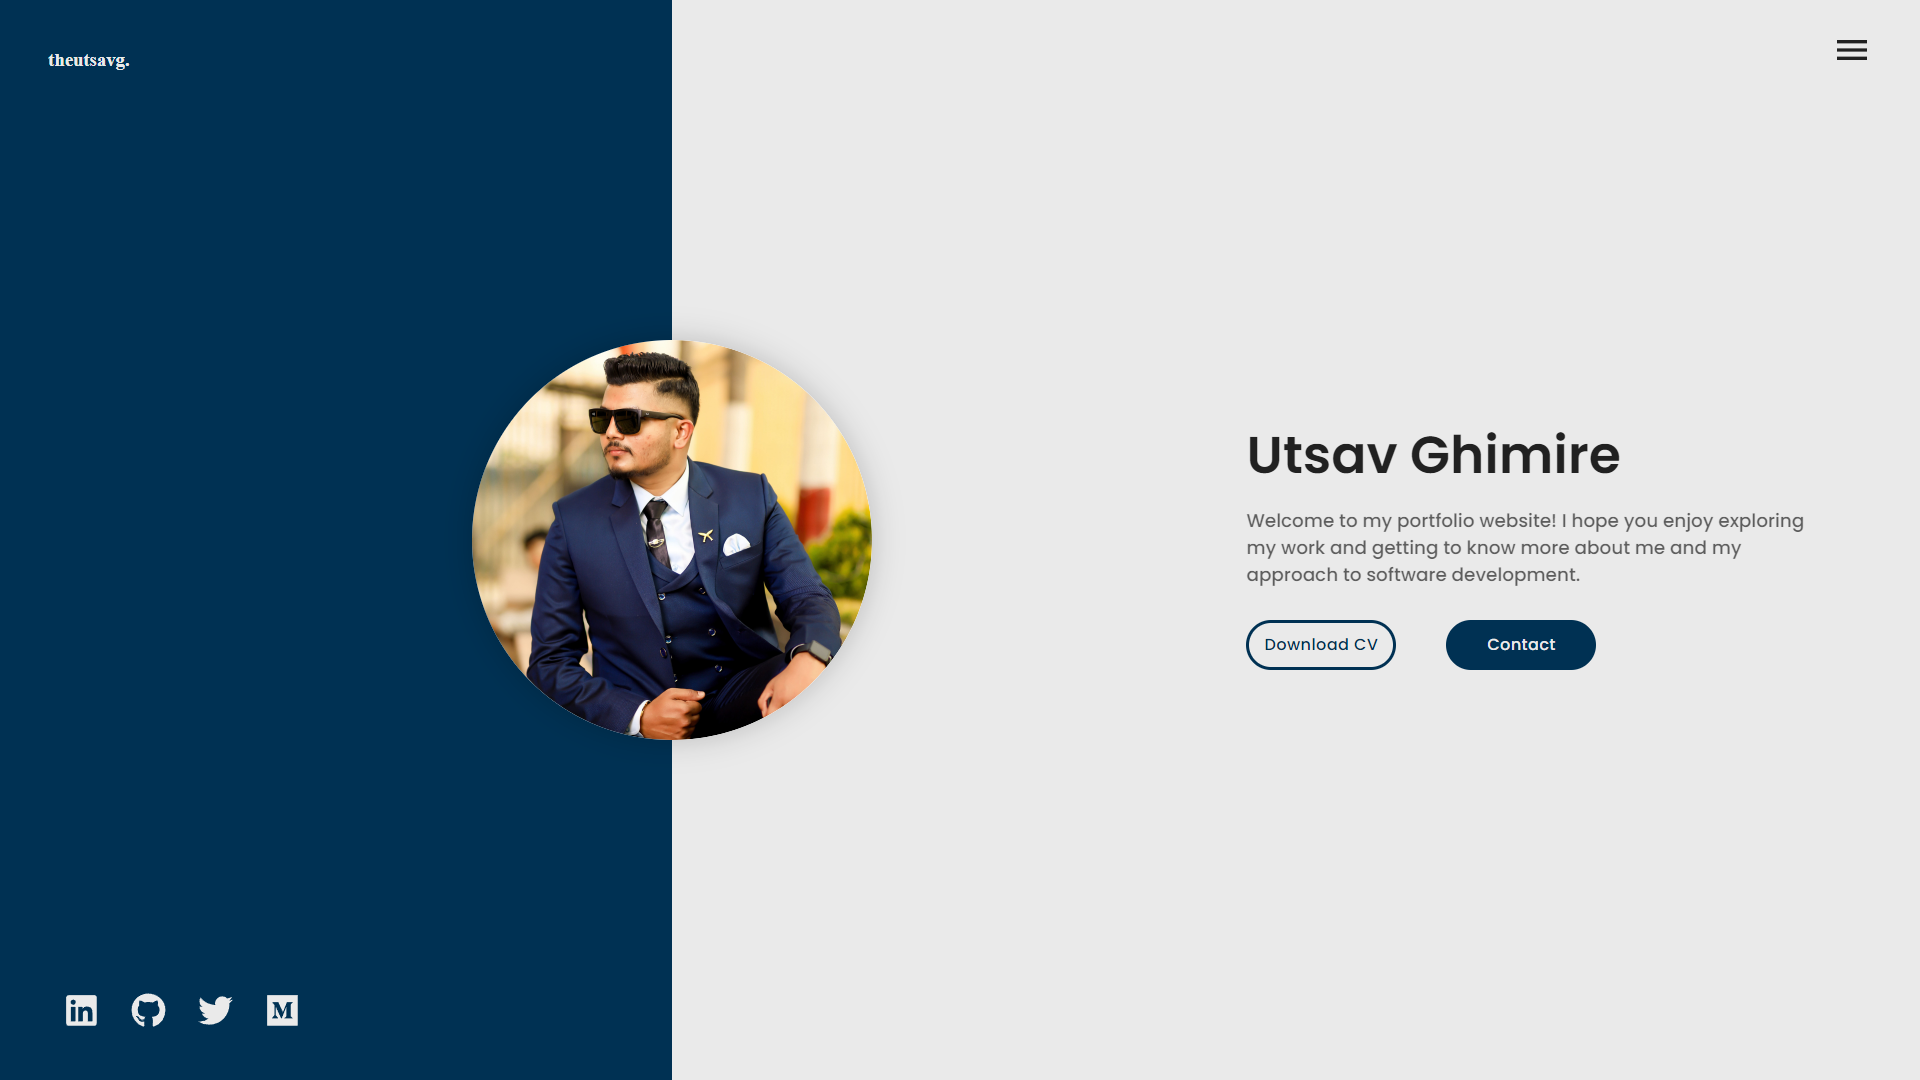 theutsavg.
Utsav Ghimire
Welcome to my portfolio website! I hope you enjoy exploring
my work and getting to know more about me and my
approach to software development.
Download CV
Contact
in
M